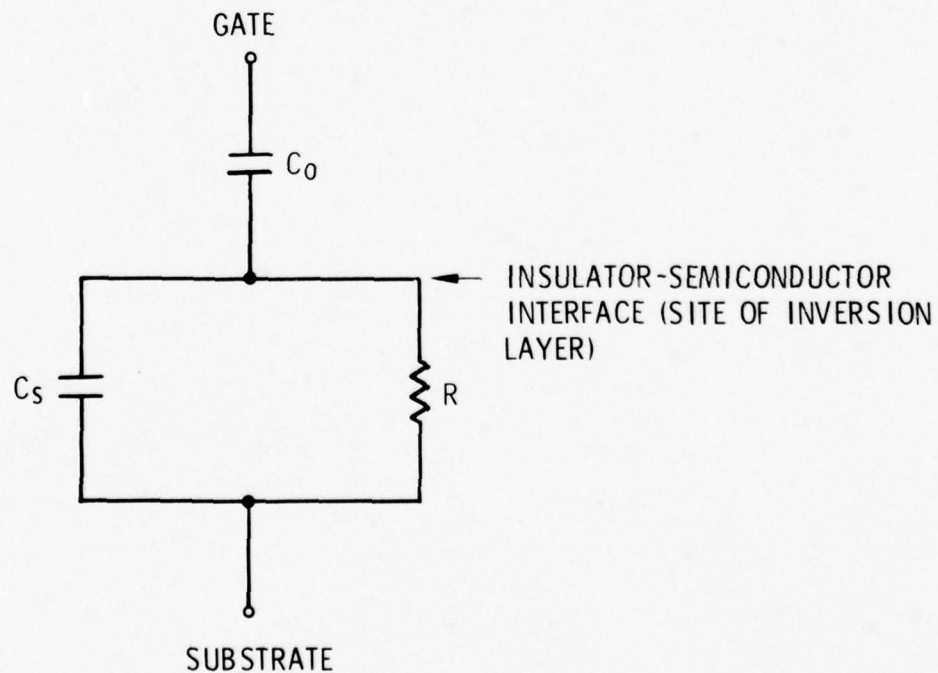 GATE
C₀
INSULATOR-SEMICONDUCTOR
INTERFACE (SITE OF INVERSION
LAYER)
Cₛ
R
SUBSTRATE